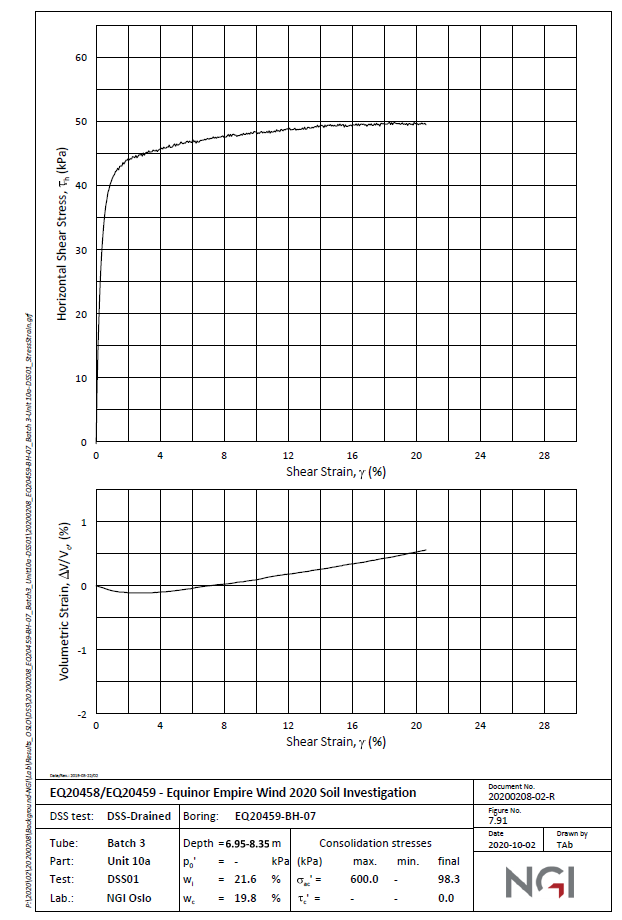 60
50
40
30
20
10
0
Horizontal Shear Stress, τh (kPa)
0 4 8 12 16 20 24 28
Shear Strain, γ (%)
1
0
-1
-2
Volumetric Strain, ΔV/Vo, (%)
0 4 8 12 16 20 24 28
Shear Strain, γ (%)
EQ20458/EQ20459 - Equinor Empire Wind 2020 Soil Investigation
Document No.
20200208-02-R
DSS test: DSS-Drained Boring: EQ20459-BH-07
Figure No.
7.91
Date
2020-10-02
Drawn by
TAb
Tube: Batch 3 Depth = 6.95-8.35 m Consolidation stresses
Part: Unit 10a p0' = - kPa (kPa) max. min. final
Test: DSS01 wi = 21.6 % σac' = 600.0 - 98.3
Lab.: NGI Oslo wc = 19.8 % τc' = - - 0.0
NGI